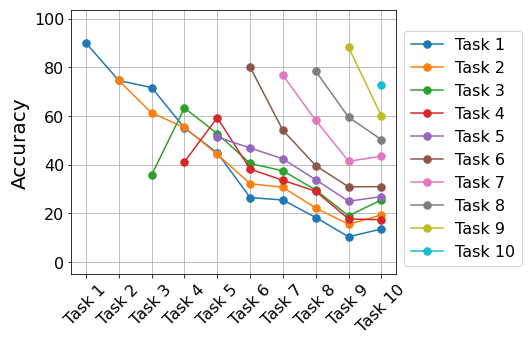 100
80
60
40
20
0
Accuracy
Task 1
Task 2
Task 3
Task 4
Task 5
Task 6
Task 7
Task 8
Task 9
Task 10
Task 1
Task 2
Task 3
Task 4
Task 5
Task 6
Task 7
Task 8
Task 9
Task 10